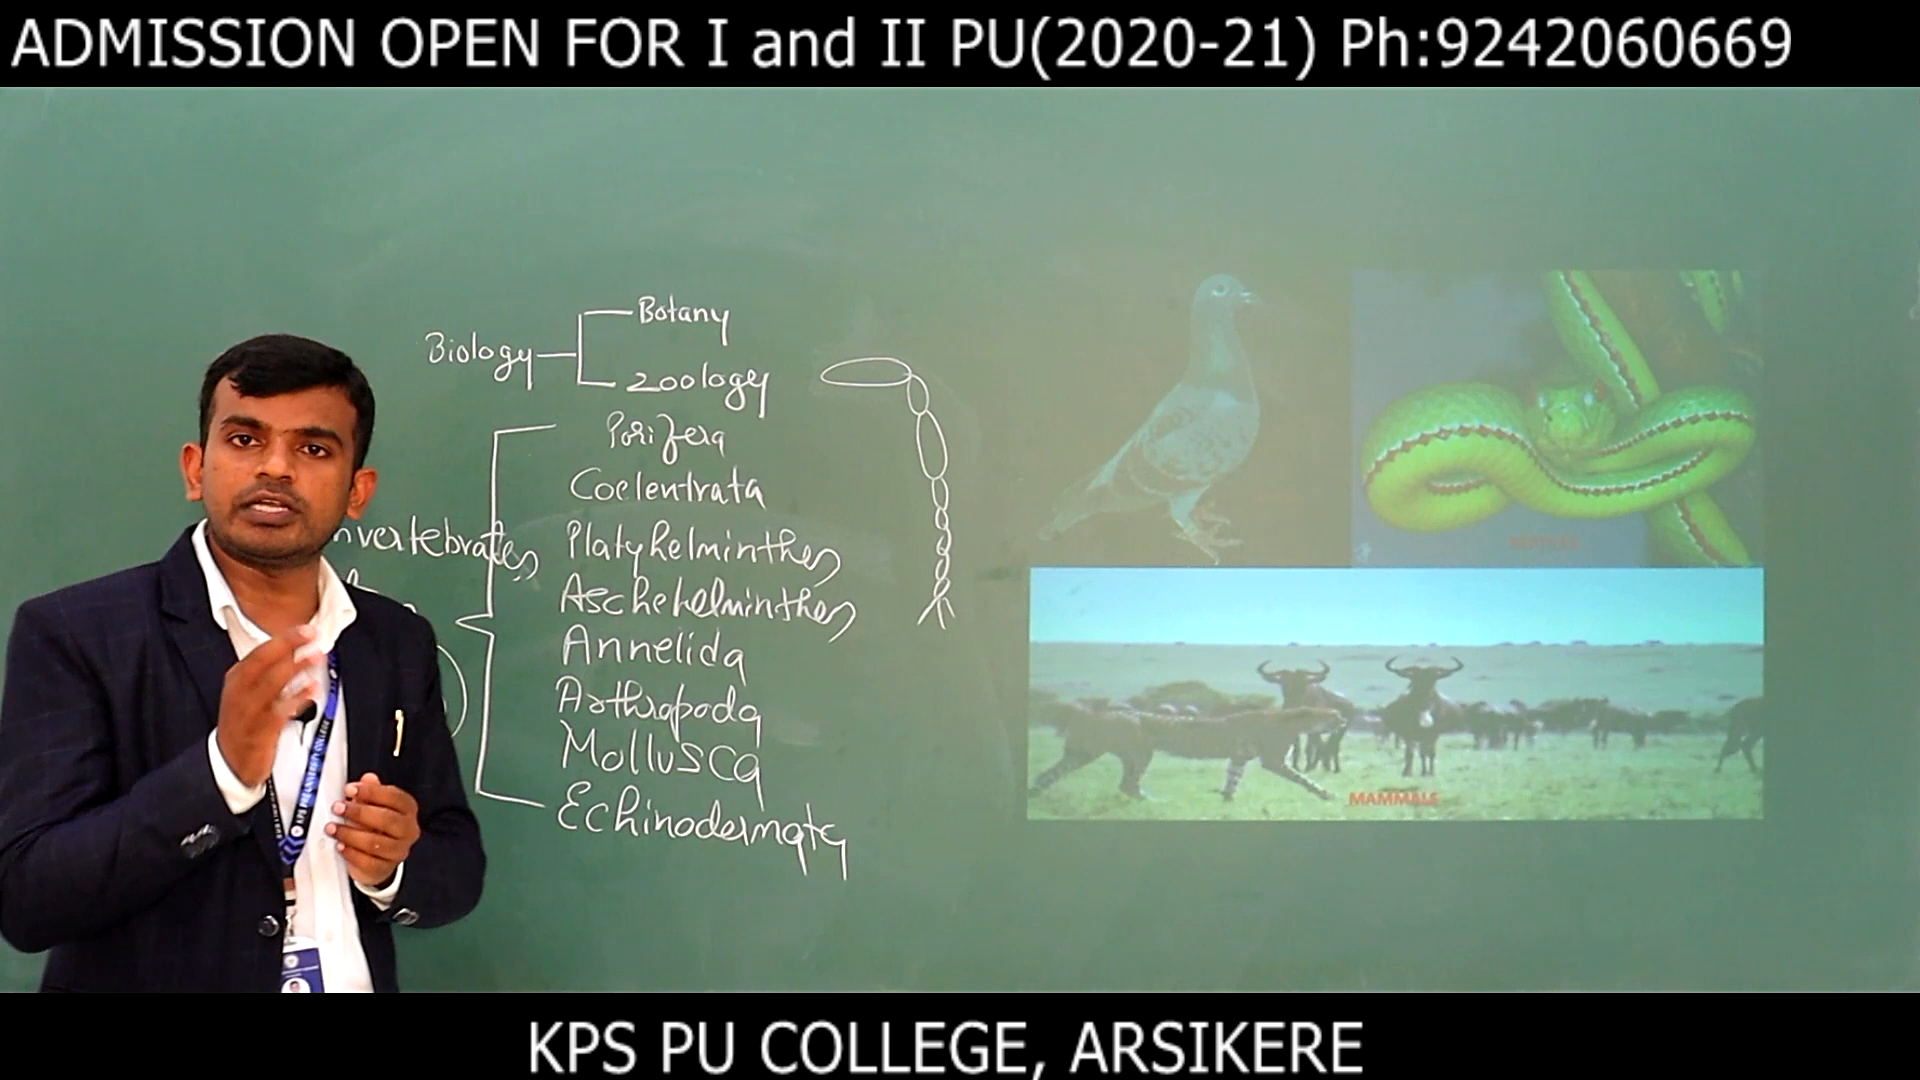 ADMISSION OPEN FOR I and II PU(2020-21) Ph:9242060669
Botany
Biology
Zoology
Porifera
Coelentrata
nvertebrates
Platyhelminthes
Aschehelminthes
Annelida
Arthropoda
Mollusca
Echinodermata
MAMMALS
KPS PU COLLEGE, ARSIKERE